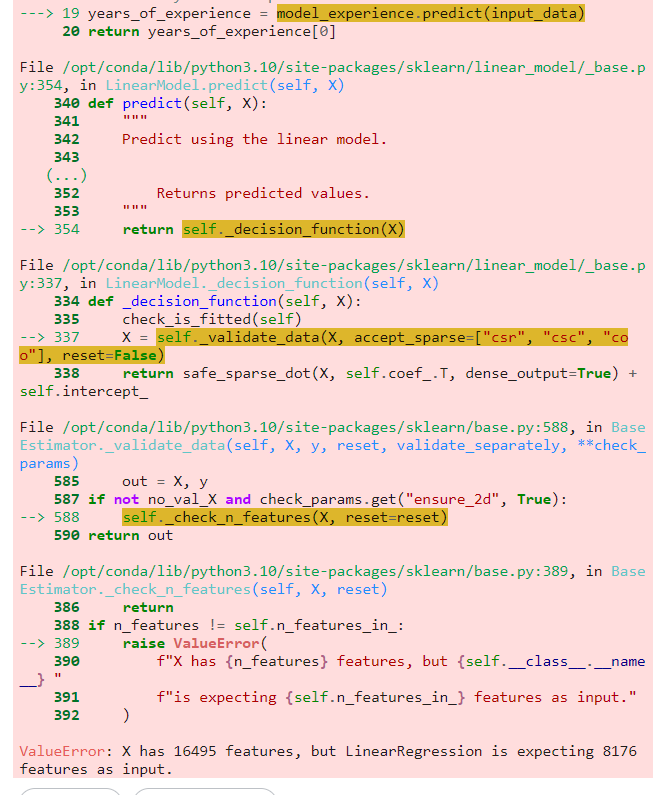 ---> 19 years_of_experience = model_experience.predict(input_data)
20 return years_of_experience[0]
File /opt/conda/lib/python3.10/site-packages/sklearn/linear_model/_base.p
y:354, in LinearModel.predict(self, X)
340 def predict(self, X):
341 """
342 Predict using the linear model.
343
(...)
352 Returns predicted values.
353 """
--> 354 return self._decision_function(X)
File /opt/conda/lib/python3.10/site-packages/sklearn/linear_model/_base.p
y:337, in LinearModel._decision_function(self, X)
334 def _decision_function(self, X):
335 check_is_fitted(self)
--> 337 X = self._validate_data(X, accept_sparse=["csr", "csc", "co
o"], reset=False)
338 return safe_sparse_dot(X, self.coef_.T, dense_output=True) +
self.intercept_
File /opt/conda/lib/python3.10/site-packages/sklearn/base.py:588, in Base
Estimator._validate_data(self, X, y, reset, validate_separately, **check_
params)
585 out = X, y
587 if not no_val_X and check_params.get("ensure_2d", True):
--> 588 self._check_n_features(X, reset=reset)
590 return out
File /opt/conda/lib/python3.10/site-packages/sklearn/base.py:389, in Base
Estimator._check_n_features(self, X, reset)
386 return
388 if n_features != self.n_features_in_:
--> 389 raise ValueError(
390 f"X has {n_features} features, but {self.__class__.__name
__} "
391 f"is expecting {self.n_features_in_} features as input."
392 )
ValueError: X has 16495 features, but LinearRegression is expecting 8176
features as input.